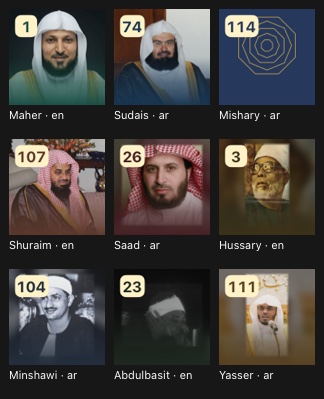 1
74
114
Maher · en
Sudais · ar
Mishary · ar
107
26
3
Shuraim · en
Saad · ar
Hussary · en
104
23
111
Minshawi · ar
Abdulbasit · en
Yasser · ar